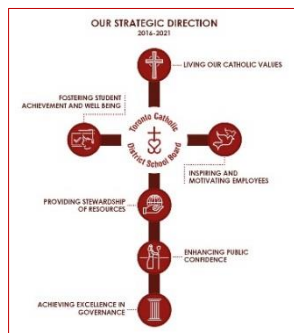 OUR STRATEGIC DIRECTION
2016-2021
LIVING OUR CATHOLIC VALUES
FOSTERING STUDENT
ACHIEVEMENT AND WELL BEING
Toronto Catholic
District School Board
INSPIRING AND
MOTIVATING EMPLOYEES
PROVIDING STEWARDSHIP
OF RESOURCES
ENHANCING PUBLIC
CONFIDENCE
ACHIEVING EXCELLENCE IN
GOVERNANCE